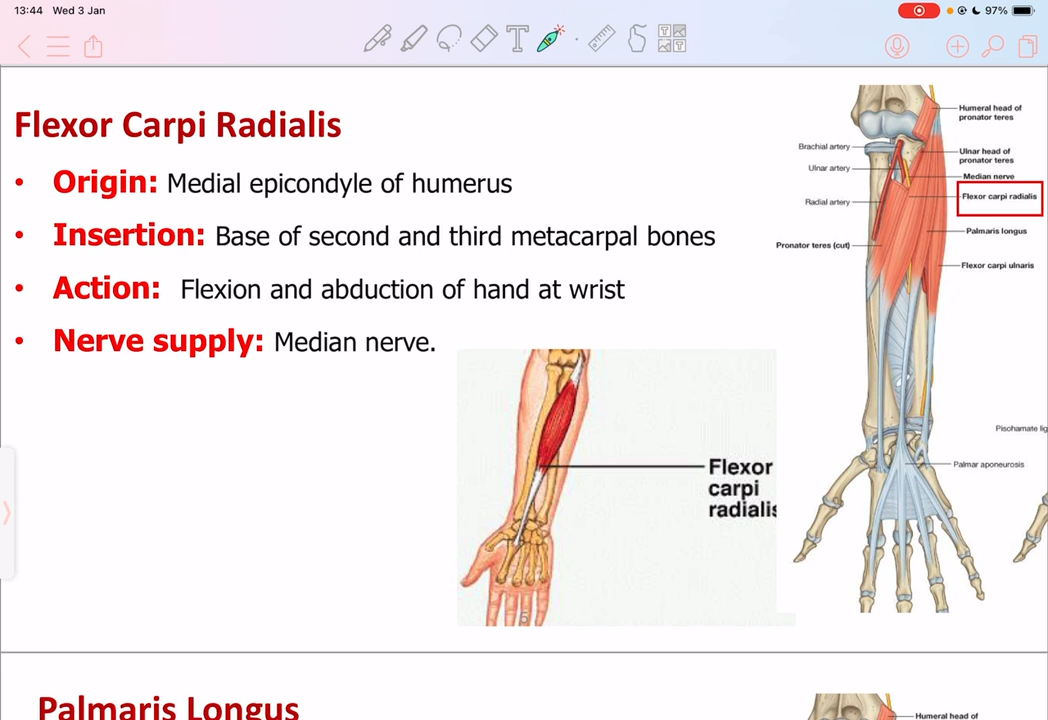 13:44 Wed 3 Jan
97%
Flexor Carpi Radialis
• Origin: Medial epicondyle of humerus
• Insertion: Base of second and third metacarpal bones
• Action: Flexion and abduction of hand at wrist
• Nerve supply: Median nerve.
Flexor
carpi
radialis
Humeral head of
pronator teres
Brachial artery
Ulnar head of
pronator teres
Ulnar artery
Median nerve
Flexor carpi radialis
Radial artery
Palmaris longus
Pronator teres (cut)
Flexor carpi ulnaris
Pisohamate lig
Palmar aponeurosis
Palmaris Longus
Humeral head of